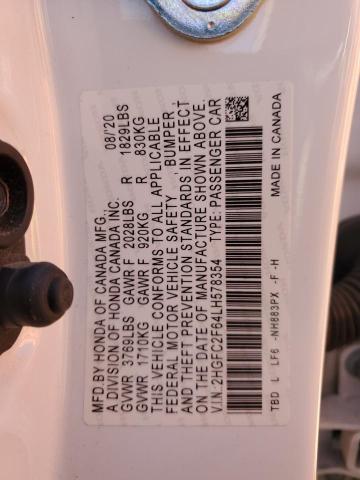 MFD.BY HONDA OF CANADA MFG., 08/'20
A DIVISION OF HONDA CANADA INC.
GVWR 3769LBS GAWR F 2028LBS R 1829LBS
GVWR 1710KG GAWR F 920KG R 830KG
THIS VEHICLE CONFORMS TO ALL APPLICABLE
FEDERAL MOTOR VEHICLE SAFETY, BUMPER,
AND THEFT PREVENTION STANDARDS IN EFFECT
ON THE DATE OF MANUFACTURE SHOWN ABOVE.
V.I.N: 2HGFC2F64LH578354 TYPE: PASSENGER CAR
TBD L LF6 -NH883PX -F -H MADE IN CANADA